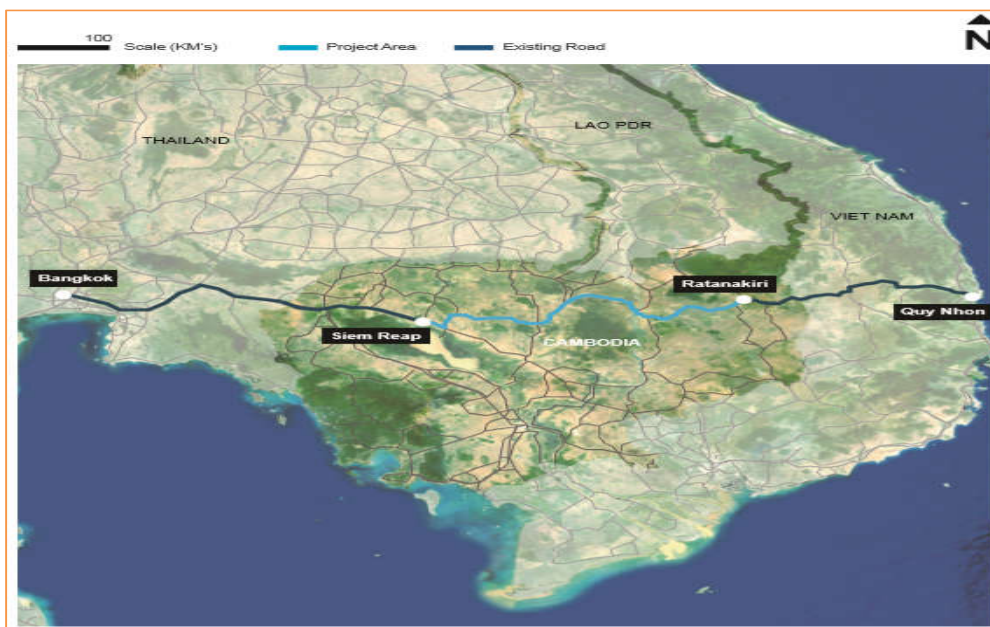 100
Scale (KM's) Project Area Existing Road
N
THAILAND
LAO PDR
VIET NAM
Bangkok
Ratanakiri
Quy Nhon
Siem Reap
CAMBODIA